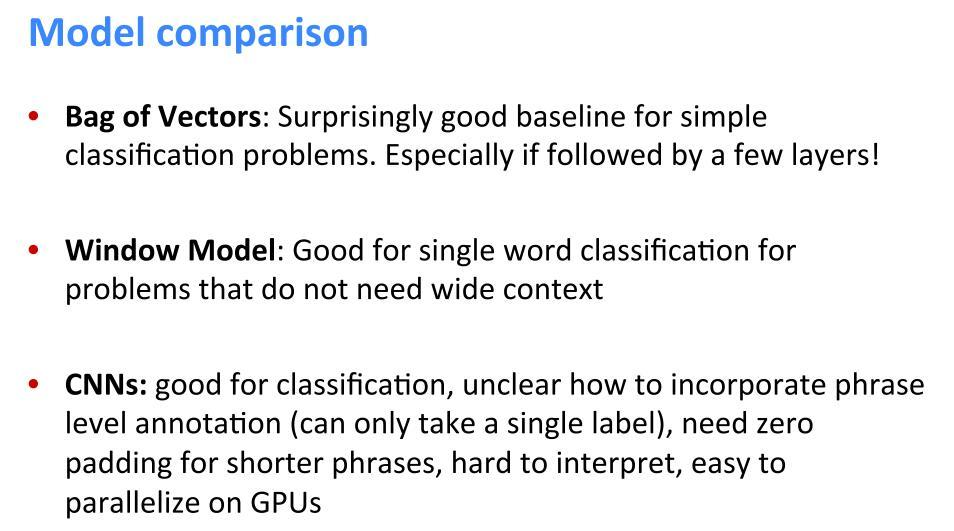 Model comparison
• Bag of Vectors: Surprisingly good baseline for simple
classification problems. Especially if followed by a few layers!
• Window Model: Good for single word classification for
problems that do not need wide context
• CNNs: good for classification, unclear how to incorporate phrase
level annotation (can only take a single label), need zero
padding for shorter phrases, hard to interpret, easy to
parallelize on GPUs